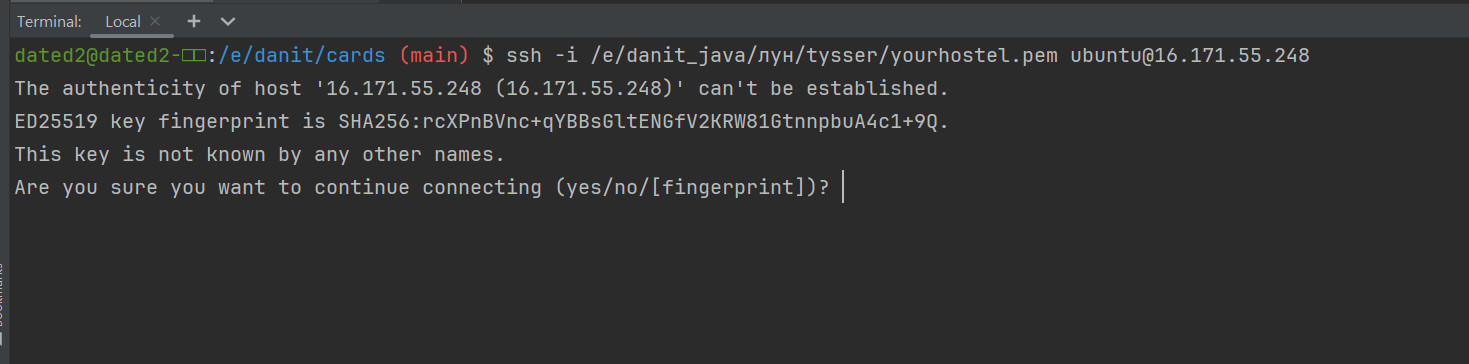 Terminal: Local
dated2@dated2-□□:/e/danit/cards (main) $ ssh -i /e/danit_java/лун/tysser/yourhostel.pem ubuntu@16.171.55.248
The authenticity of host '16.171.55.248 (16.171.55.248)' can't be established.
ED25519 key fingerprint is SHA256:rcXPnBVnc+qYBBsGltENGfV2KRW81GtnnpbuA4c1+9Q.
This key is not known by any other names.
Are you sure you want to continue connecting (yes/no/[fingerprint])?